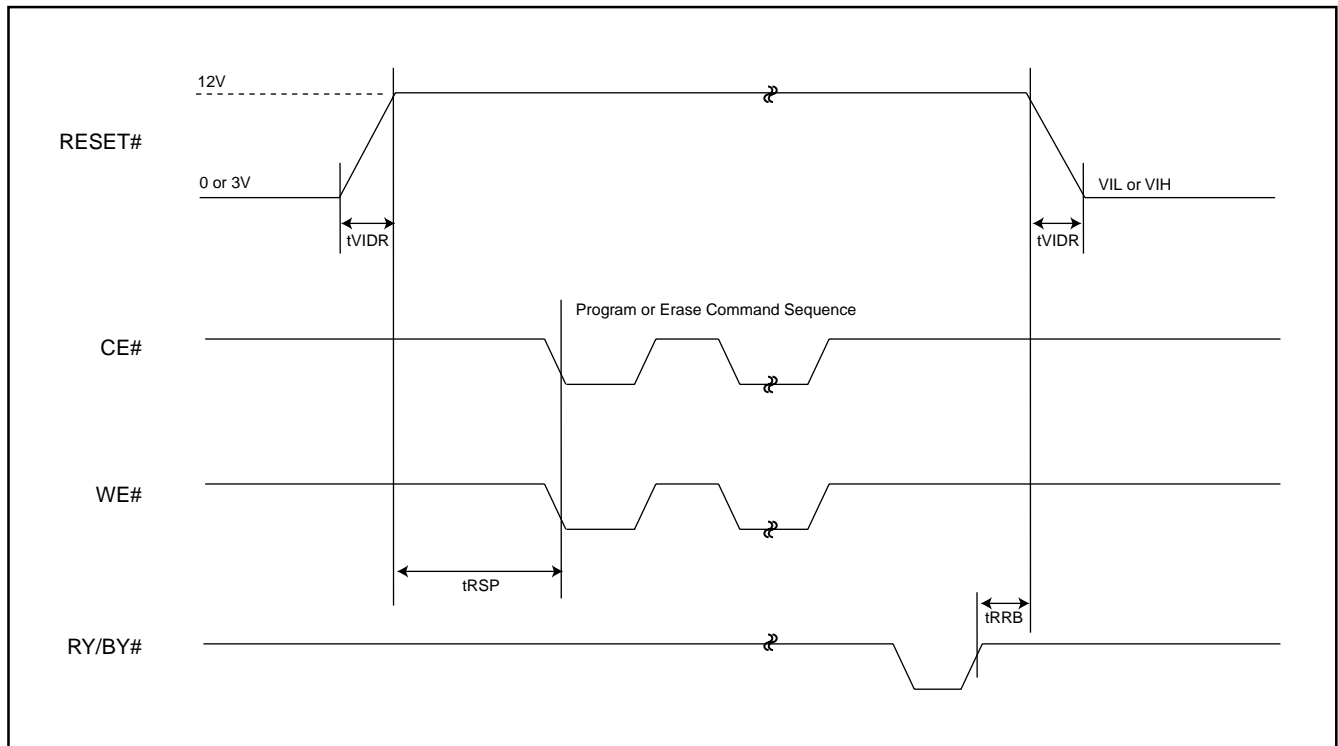 12V
RESET#
0 or 3V
VIL or VIH
tVIDR
tVIDR
Program or Erase Command Sequence
CE#
WE#
tRSP
tRRB
RY/BY#